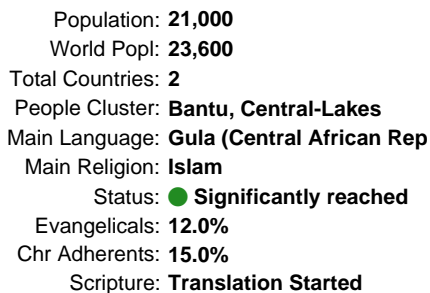 Population: 21,000
World Popl: 23,600
Total Countries: 2
People Cluster: Bantu, Central-Lakes
Main Language: Gula (Central African Rep
Main Religion: Islam
Status: Significantly reached
Evangelicals: 12.0%
Chr Adherents: 15.0%
Scripture: Translation Started